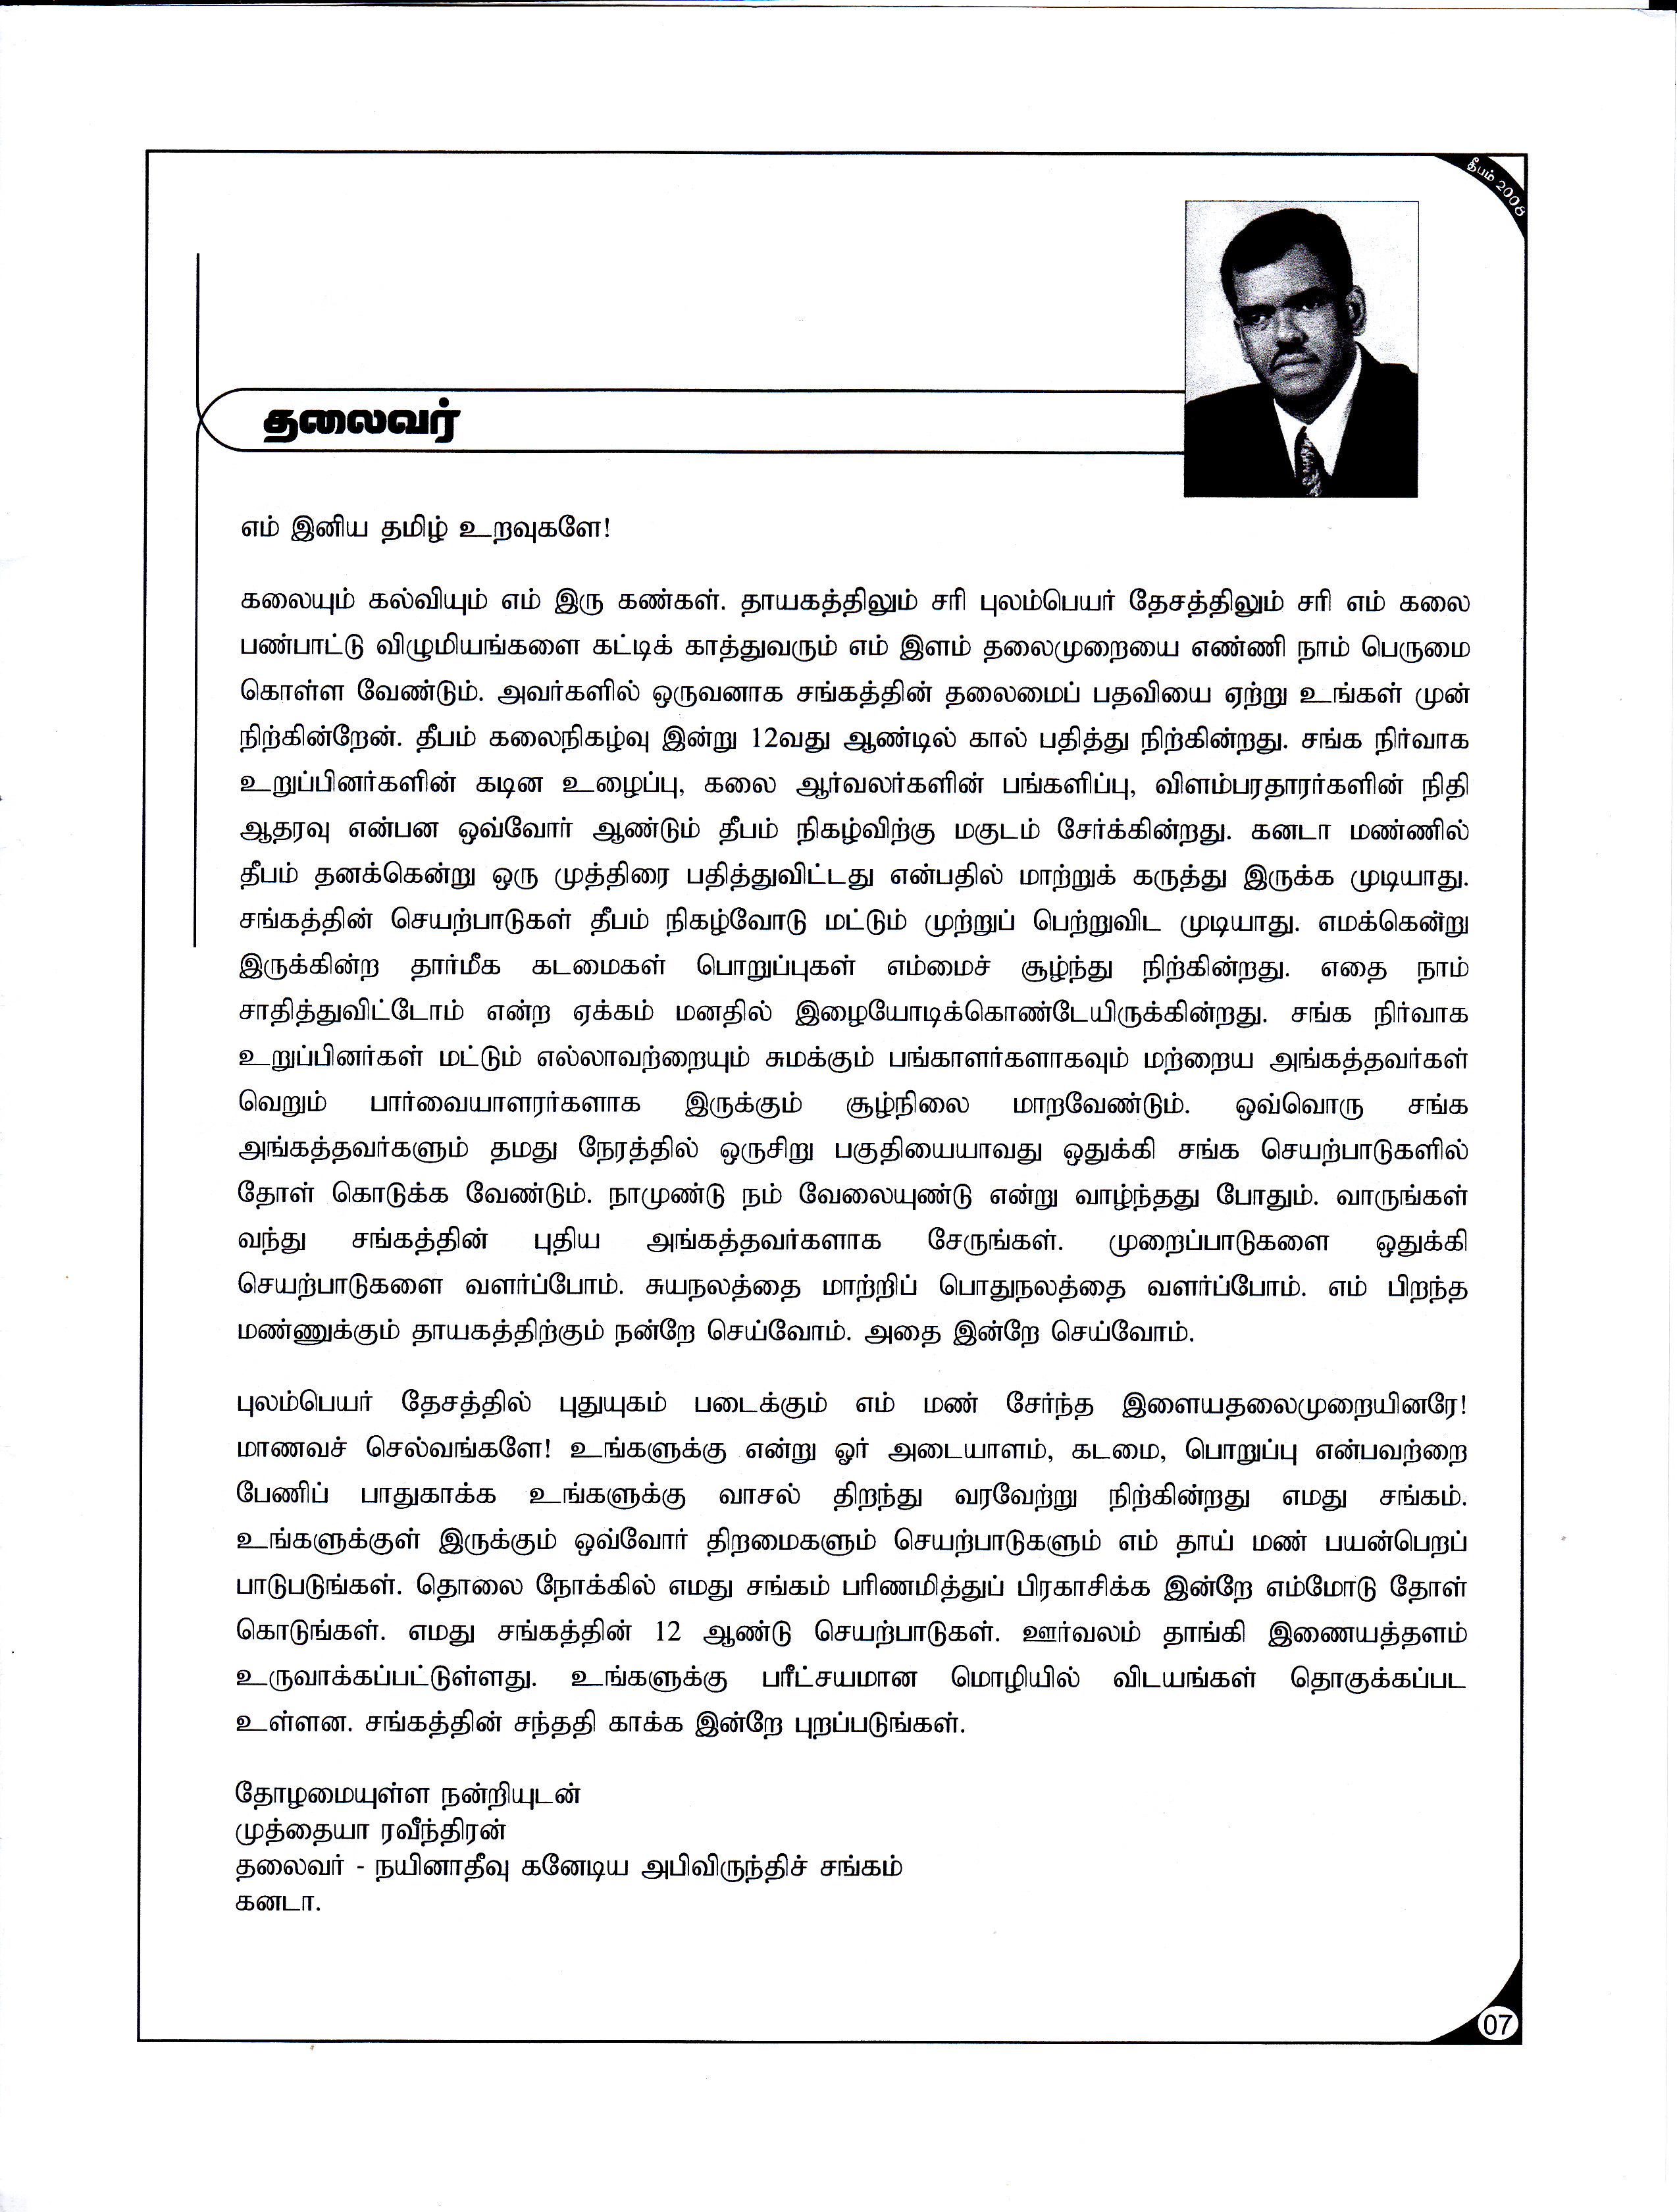 தீபம் 2008
தலைவர்
எம் இனிய தமிழ் உறவுகளே!
கலையும் கல்வியும் எம் இரு கண்கள். தாயகத்திலும் சரி புலம்பெயர் தேசத்திலும் சரி எம் கலை
பண்பாட்டு விழுமியங்களை கட்டிக் காத்துவரும் எம் இளம் தலைமுறையை எண்ணி நாம் பெருமை
கொள்ள வேண்டும். அவர்களில் ஒருவனாக சங்கத்தின் தலைமைப் பதவியை ஏற்று உங்கள் முன்
நிற்கின்றேன். தீபம் கலைநிகழ்வு இன்று 12வது ஆண்டில் கால் பதித்து நிற்கின்றது. சங்க நிர்வாக
உறுப்பினர்களின் கடின உழைப்பு, கலை ஆர்வலர்களின் பங்களிப்பு, விளம்பரதாரர்களின் நிதி
ஆதரவு என்பன ஒவ்வோர் ஆண்டும் தீபம் நிகழ்விற்கு மகுடம் சேர்க்கின்றது. கனடா மண்ணில்
தீபம் தனக்கென்று ஒரு முத்திரை பதித்துவிட்டது என்பதில் மாற்றுக் கருத்து இருக்க முடியாது.
சங்கத்தின் செயற்பாடுகள் தீபம் நிகழ்வோடு மட்டும் முற்றுப் பெற்றுவிட முடியாது. எமக்கென்று
இருக்கின்ற தார்மீக கடமைகள் பொறுப்புகள் எம்மைச் சூழ்ந்து நிற்கின்றது. எதை நாம்
சாதித்துவிட்டோம் என்ற ஏக்கம் மனதில் இழையோடிக்கொண்டேயிருக்கின்றது. சங்க நிர்வாக
உறுப்பினர்கள் மட்டும் எல்லாவற்றையும் சுமக்கும் பங்காளர்களாகவும் மற்றைய அங்கத்தவர்கள்
வெறும் பார்வையாளரர்களாக இருக்கும் சூழ்நிலை மாறவேண்டும். ஒவ்வொரு சங்க
அங்கத்தவர்களும் தமது நேரத்தில் ஒருசிறு பகுதியையாவது ஒதுக்கி சங்க செயற்பாடுகளில்
தோள் கொடுக்க வேண்டும். நாமுண்டு நம் வேலையுண்டு என்று வாழ்ந்தது போதும். வாருங்கள்
வந்து சங்கத்தின் புதிய அங்கத்தவர்களாக சேருங்கள். முறைப்பாடுகளை ஒதுக்கி
செயற்பாடுகளை வளர்ப்போம். சுயநலத்தை மாற்றிப் பொதுநலத்தை வளர்ப்போம். எம் பிறந்த
மண்ணுக்கும் தாயகத்திற்கும் நன்றே செய்வோம். அதை இன்றே செய்வோம்.
புலம்பெயர் தேசத்தில் புதுயுகம் படைக்கும் எம் மண் சேர்ந்த இளையதலைமுறையினரே!
மாணவச் செல்வங்களே! உங்களுக்கு என்று ஓர் அடையாளம், கடமை, பொறுப்பு என்பவற்றை
பேணிப் பாதுகாக்க உங்களுக்கு வாசல் திறந்து வரவேற்று நிற்கின்றது எமது சங்கம்.
உங்களுக்குள் இருக்கும் ஒவ்வோர் திறமைகளும் செயற்பாடுகளும் எம் தாய் மண் பயன்பெறப்
பாடுபடுங்கள். தொலை நோக்கில் எமது சங்கம் பரிணமித்துப் பிரகாசிக்க இன்றே எம்மோடு தோள்
கொடுங்கள். எமது சங்கத்தின் 12 ஆண்டு செயற்பாடுகள். ஊர்வலம் தாங்கி இணையத்தளம்
உருவாக்கப்பட்டுள்ளது. உங்களுக்கு பரீட்சயமான மொழியில் விடயங்கள் தொகுக்கப்பட
உள்ளன. சங்கத்தின் சந்ததி காக்க இன்றே புறப்படுங்கள்.
தோழமையுள்ள நன்றியுடன்
முத்தையா ரவீந்திரன்
தலைவர் - நயினாதீவு கனேடிய அபிவிருந்திச் சங்கம்
கனடா.
07